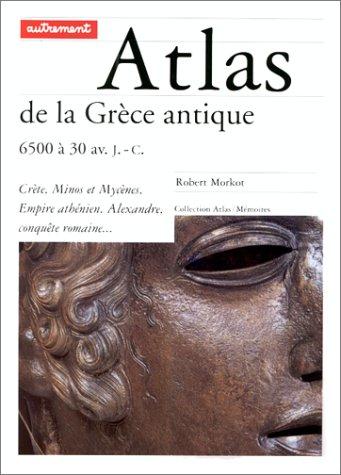 autrement
Atlas
de la Grèce antique
6500 à 30 av. J.-C.
Robert Morkot
Crète, Minos et Mycènes,
Empire athénien, Alexandre,
conquête romaine...
Collection Atlas/Mémoires